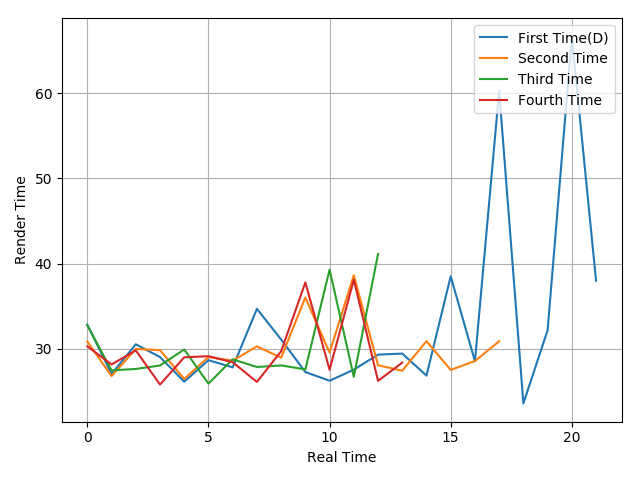 First Time(D)
Second Time
Third Time
Fourth Time
60
50
40
30
Render Time
0 5 10 15 20
Real Time